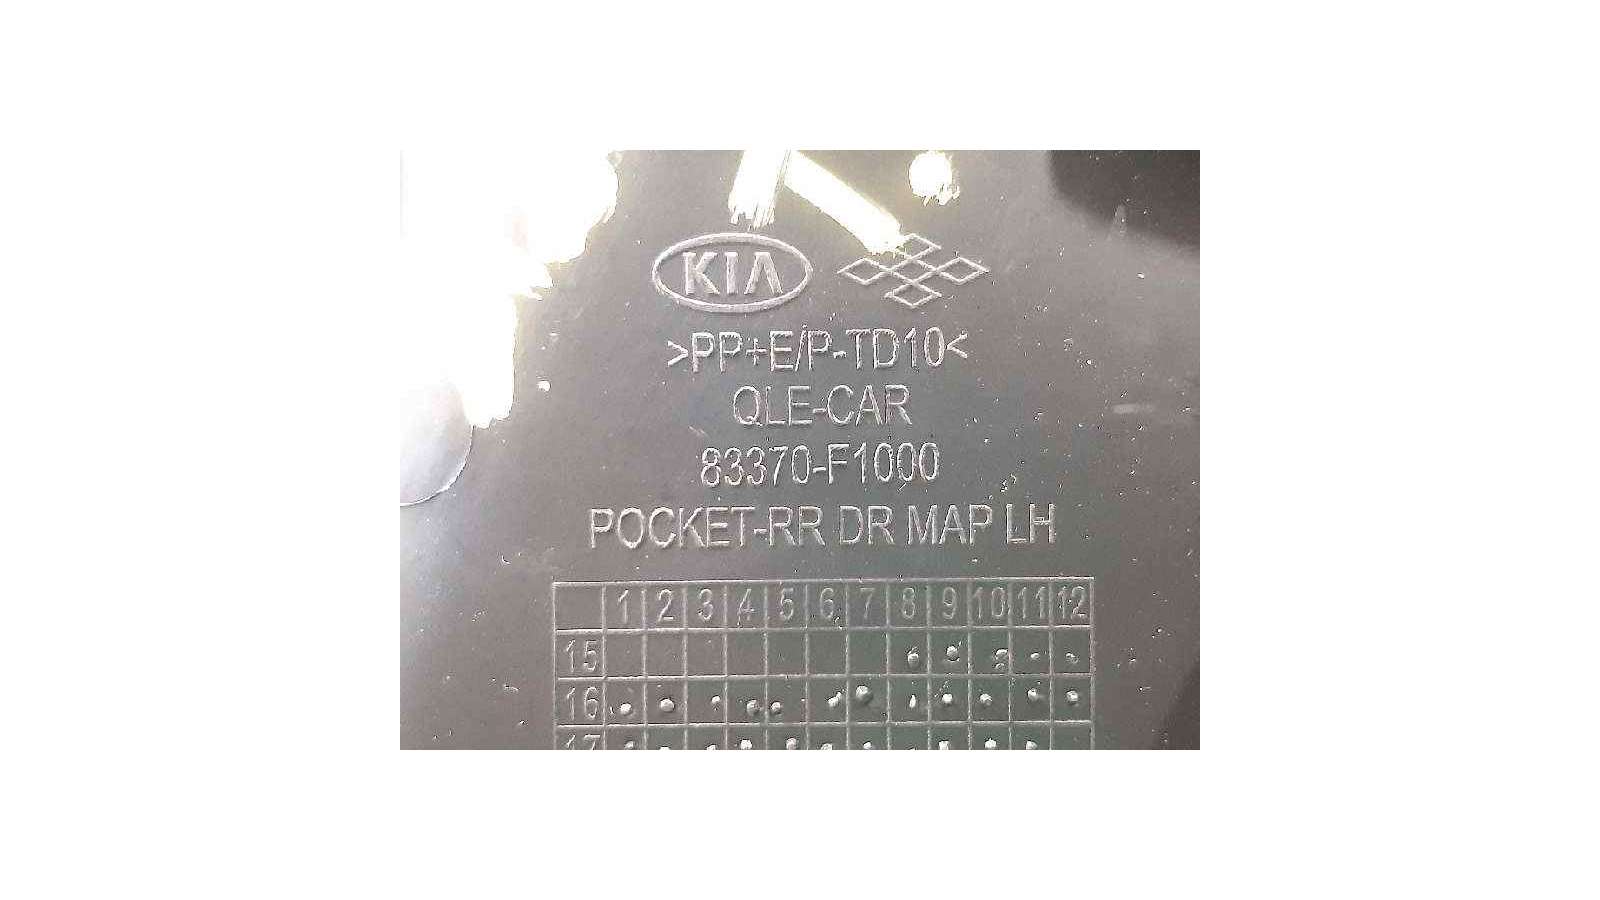 KIA
>PP+E/P-TD10<
QLE-CAR
83370-F1000
POCKET-RR DR MAP LH
1 2 3 4 5 6 7 8 9 10 11 12
15
16
17